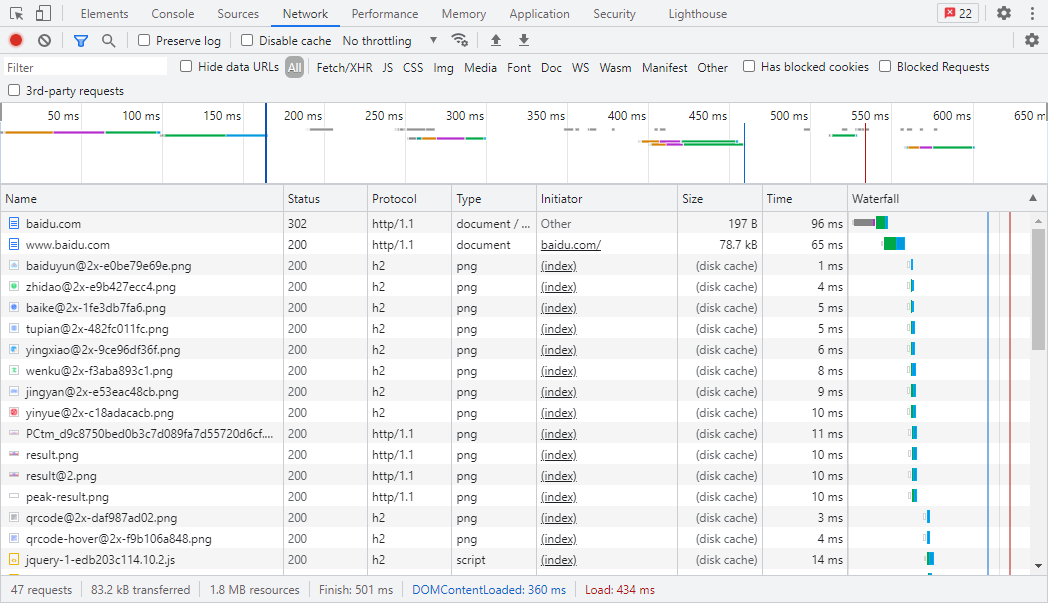 Elements Console Sources Network Performance Memory Application Security Lighthouse 22
Preserve log Disable cache No throttling
Filter Hide data URLs All Fetch/XHR JS CSS Img Media Font Doc WS Wasm Manifest Other Has blocked cookies Blocked Requests
3rd-party requests
50 ms 100 ms 150 ms 200 ms 250 ms 300 ms 350 ms 400 ms 450 ms 500 ms 550 ms 600 ms 650 m
Name Status Protocol Type Initiator Size Time Waterfall
baidu.com 302 http/1.1 document / ... Other 197 B 96 ms
www.baidu.com 200 http/1.1 document baidu.com/ 78.7 kB 65 ms
baiduyun@2x-e0be79e69e.png 200 h2 png (index) (disk cache) 1 ms
zhidao@2x-e9b427ecc4.png 200 h2 png (index) (disk cache) 4 ms
baike@2x-1fe3db7fa6.png 200 h2 png (index) (disk cache) 5 ms
tupian@2x-482fc011fc.png 200 h2 png (index) (disk cache) 5 ms
yingxiao@2x-9ce96df36f.png 200 h2 png (index) (disk cache) 6 ms
wenku@2x-f3aba893c1.png 200 h2 png (index) (disk cache) 8 ms
jingyan@2x-e53eac48cb.png 200 h2 png (index) (disk cache) 9 ms
yinyue@2x-c18adacacb.png 200 h2 png (index) (disk cache) 10 ms
PCtm_d9c8750bed0b3c7d089fa7d55720d6cf.... 200 http/1.1 png (index) (disk cache) 11 ms
result.png 200 http/1.1 png (index) (disk cache) 10 ms
result@2.png 200 http/1.1 png (index) (disk cache) 10 ms
peak-result.png 200 http/1.1 png (index) (disk cache) 10 ms
qrcode@2x-daf987ad02.png 200 h2 png (index) (disk cache) 3 ms
qrcode-hover@2x-f9b106a848.png 200 h2 png (index) (disk cache) 4 ms
jquery-1-edb203c114.10.2.js 200 h2 script (index) (disk cache) 14 ms
47 requests 83.2 kB transferred 1.8 MB resources Finish: 501 ms DOMContentLoaded: 360 ms Load: 434 ms